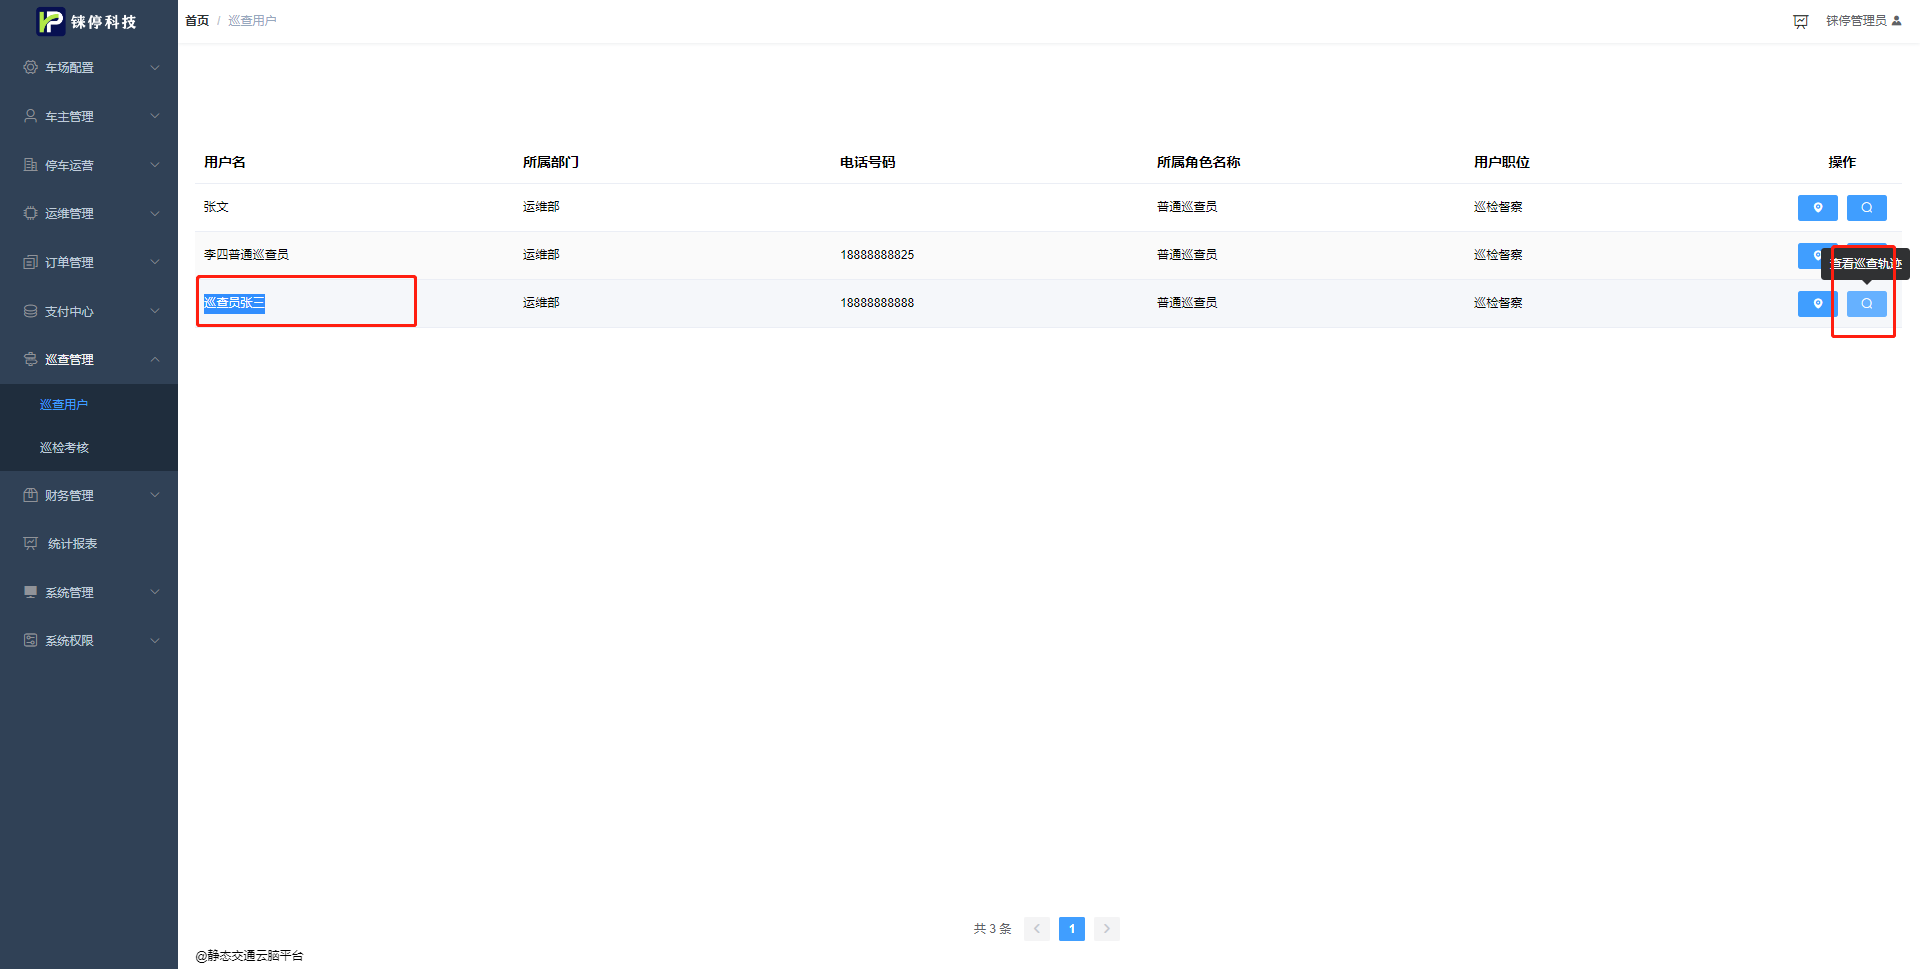 铼停科技
首页 / 巡查用户
铼停管理员
车场配置
车主管理
停车运营
运维管理
订单管理
支付中心
巡查管理
巡查用户
巡检考核
财务管理
统计报表
系统管理
系统权限
用户名 所属部门 电话号码 所属角色名称 用户职位 操作
张文 运维部 普通巡查员 巡检督察
李四普通巡查员 运维部 18888888825 普通巡查员 巡检督察
查看巡查轨迹
巡查员张三 运维部 18888888888 普通巡查员 巡检督察
共 3 条 1
@静态交通云脑平台